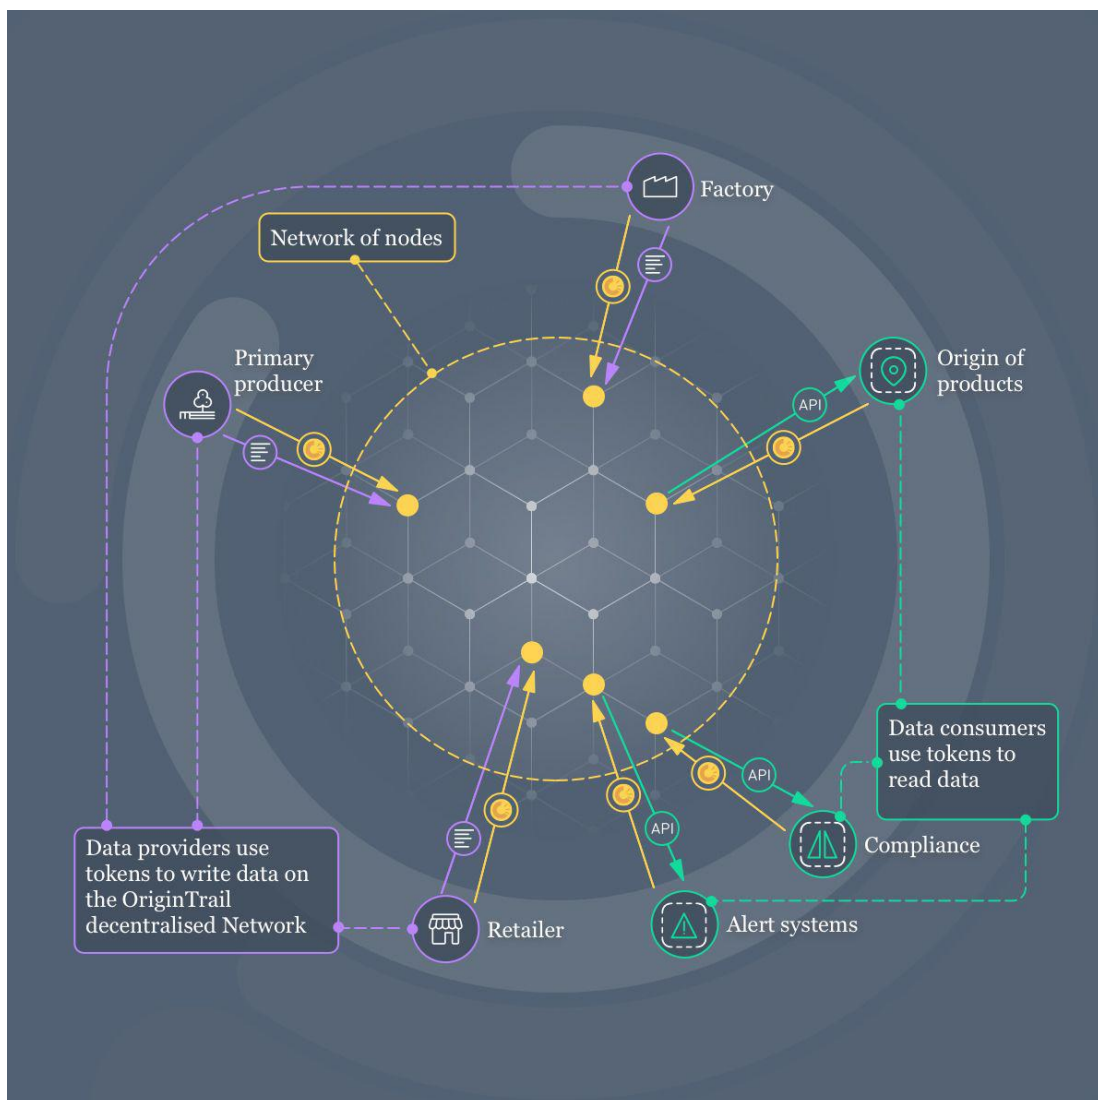 Factory
Network of nodes
Primary
producer
Origin of
products
API
Data consumers
use tokens to
read data
API
API
Compliance
Data providers use
tokens to write data on
the OriginTrail
decentralised Network
Retailer
Alert systems